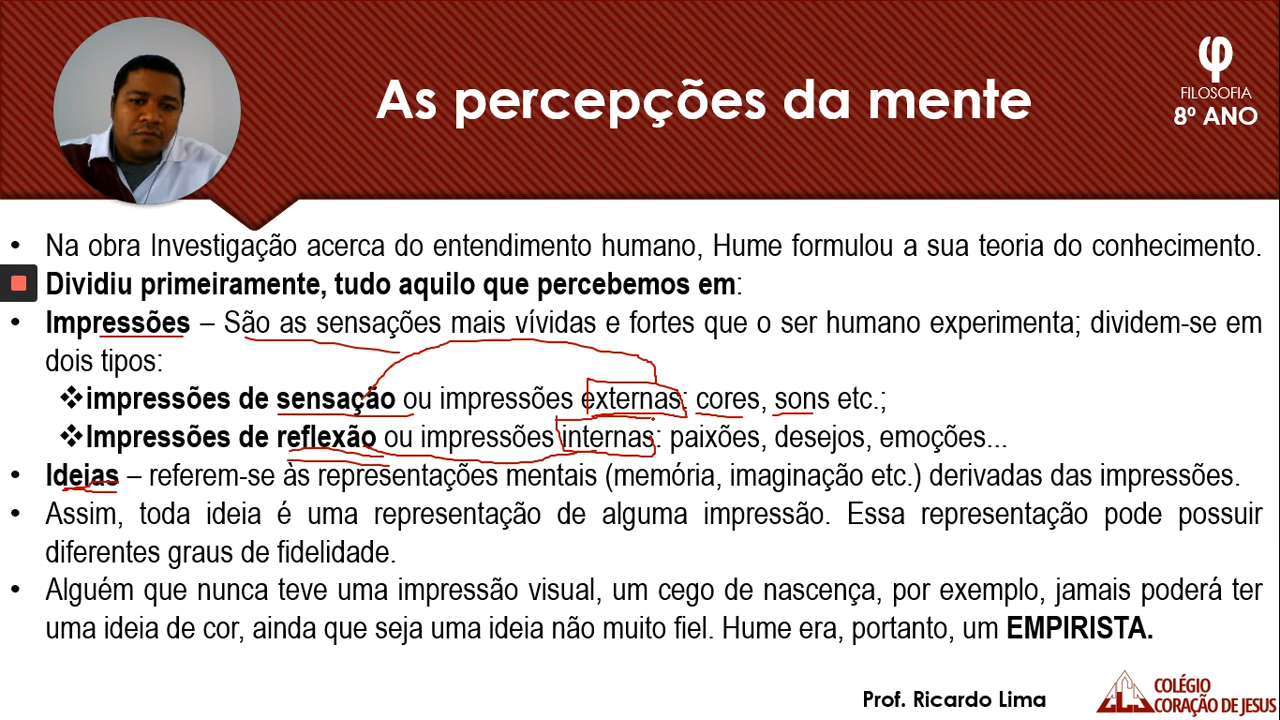 As percepções da mente
φ
FILOSOFIA
8º ANO
• Na obra Investigação acerca do entendimento humano, Hume formulou a sua teoria do conhecimento.
Dividiu primeiramente, tudo aquilo que percebemos em:
• Impressões – São as sensações mais vívidas e fortes que o ser humano experimenta; dividem-se em
dois tipos:
❖impressões de sensação ou impressões externas: cores, sons etc.;
❖Impressões de reflexão ou impressões internas: paixões, desejos, emoções...
• Ideias – referem-se às representações mentais (memória, imaginação etc.) derivadas das impressões.
• Assim, toda ideia é uma representação de alguma impressão. Essa representação pode possuir
diferentes graus de fidelidade.
• Alguém que nunca teve uma impressão visual, um cego de nascença, por exemplo, jamais poderá ter
uma ideia de cor, ainda que seja uma ideia não muito fiel. Hume era, portanto, um EMPIRISTA.
Prof. Ricardo Lima
COLÉGIO
CORAÇÃO DE JESUS